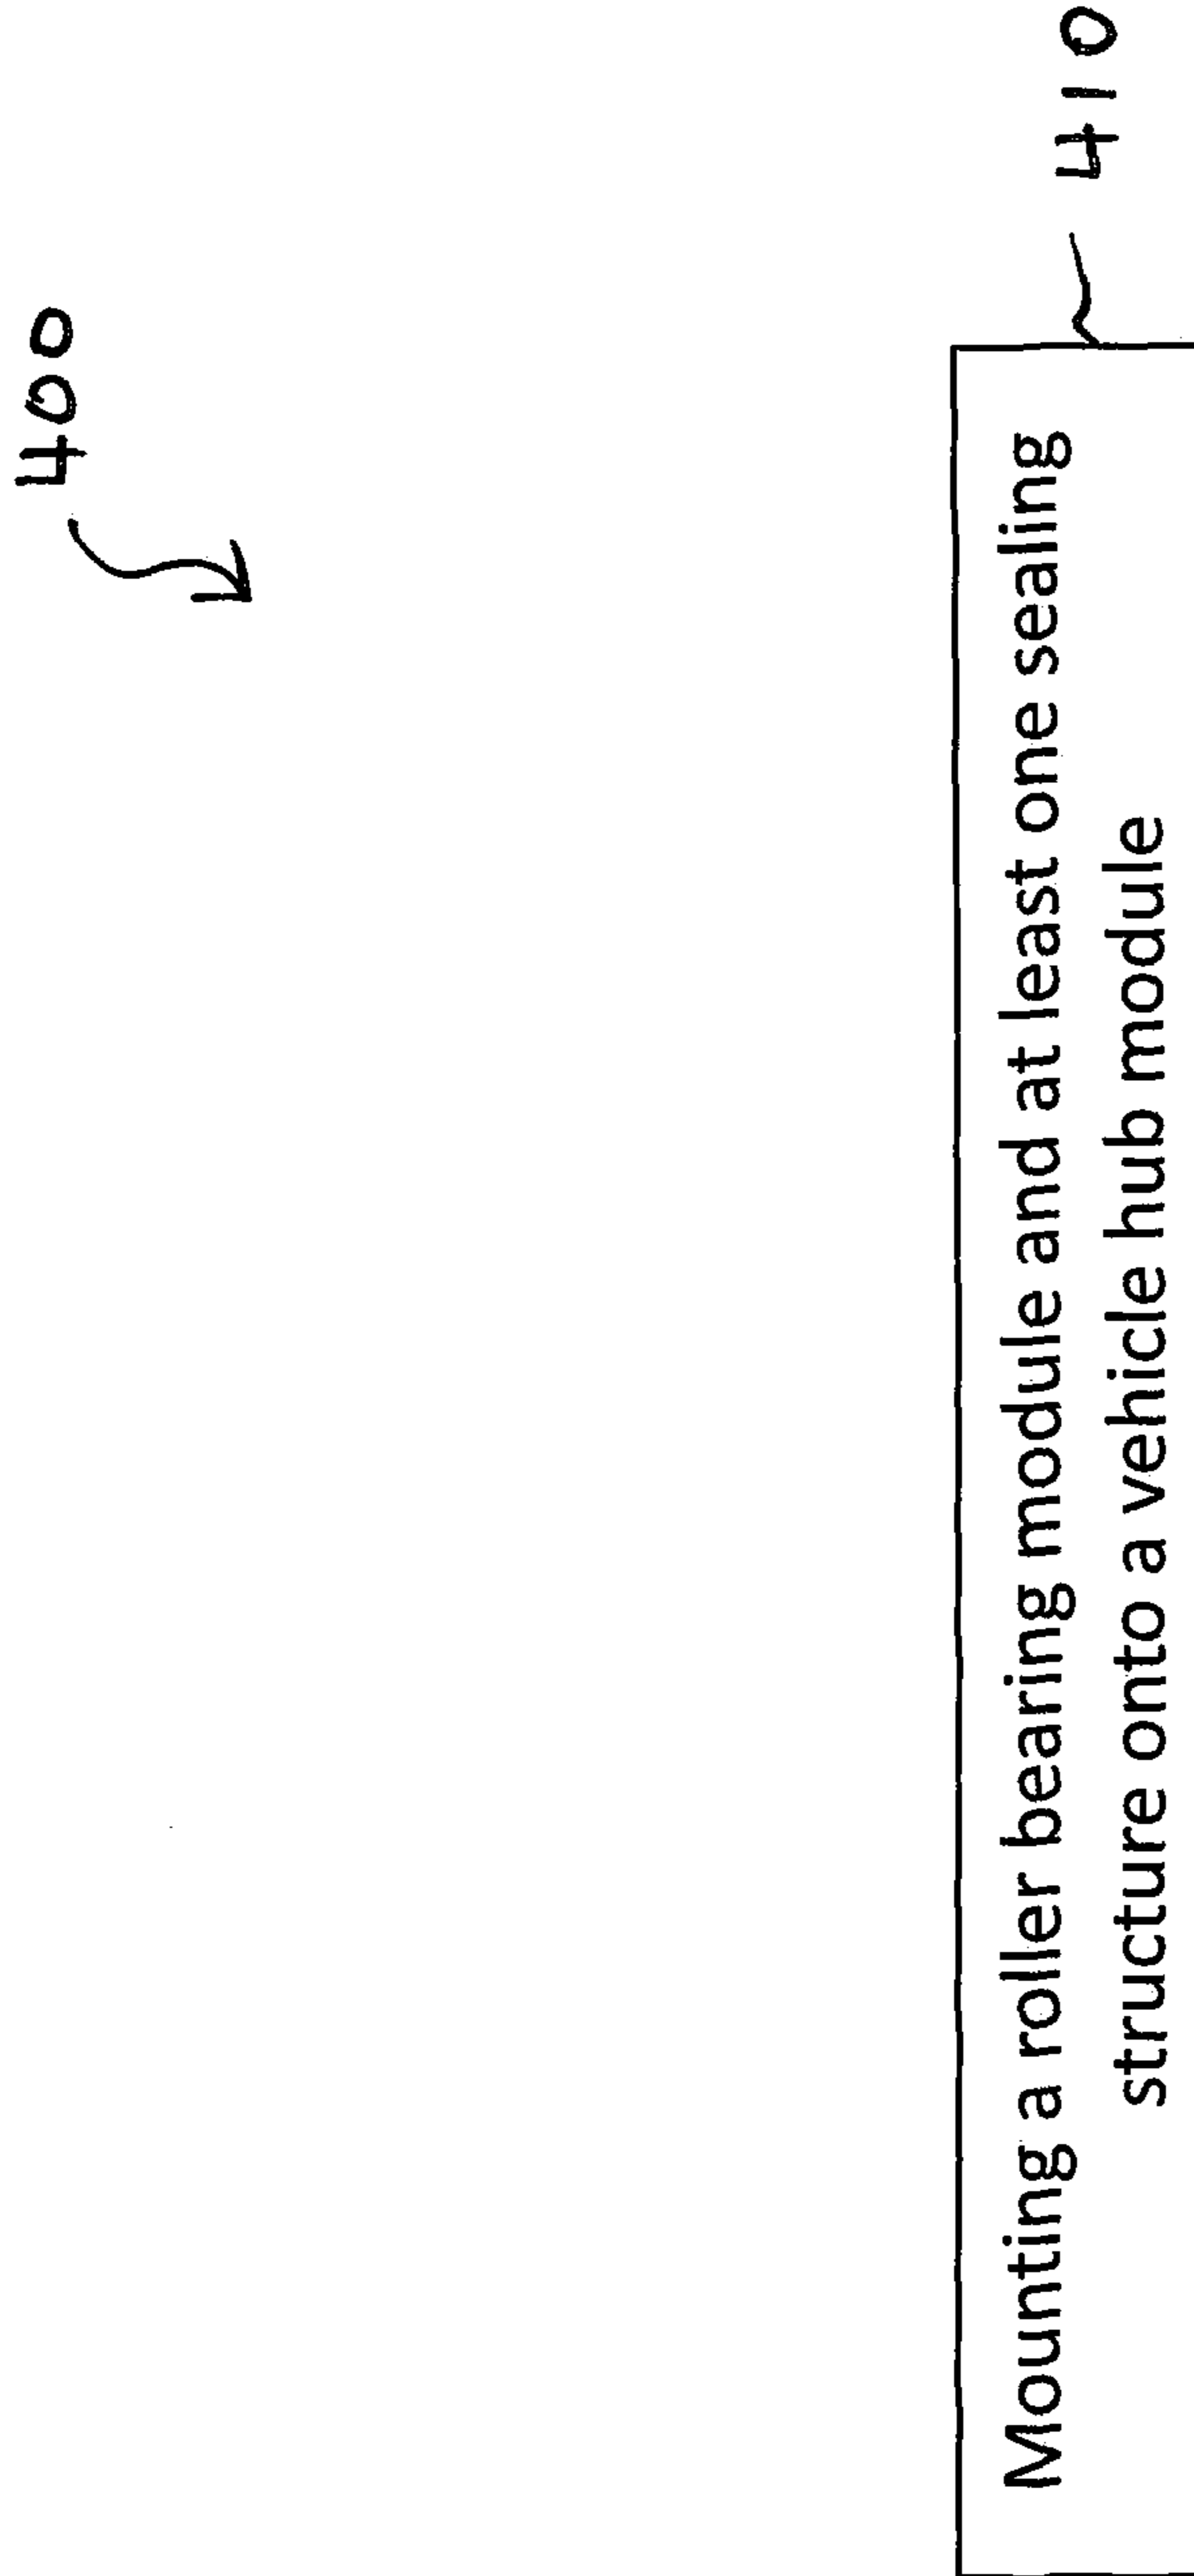 400
410
Mounting a roller bearing module and at least one sealing
structure onto a vehicle hub module